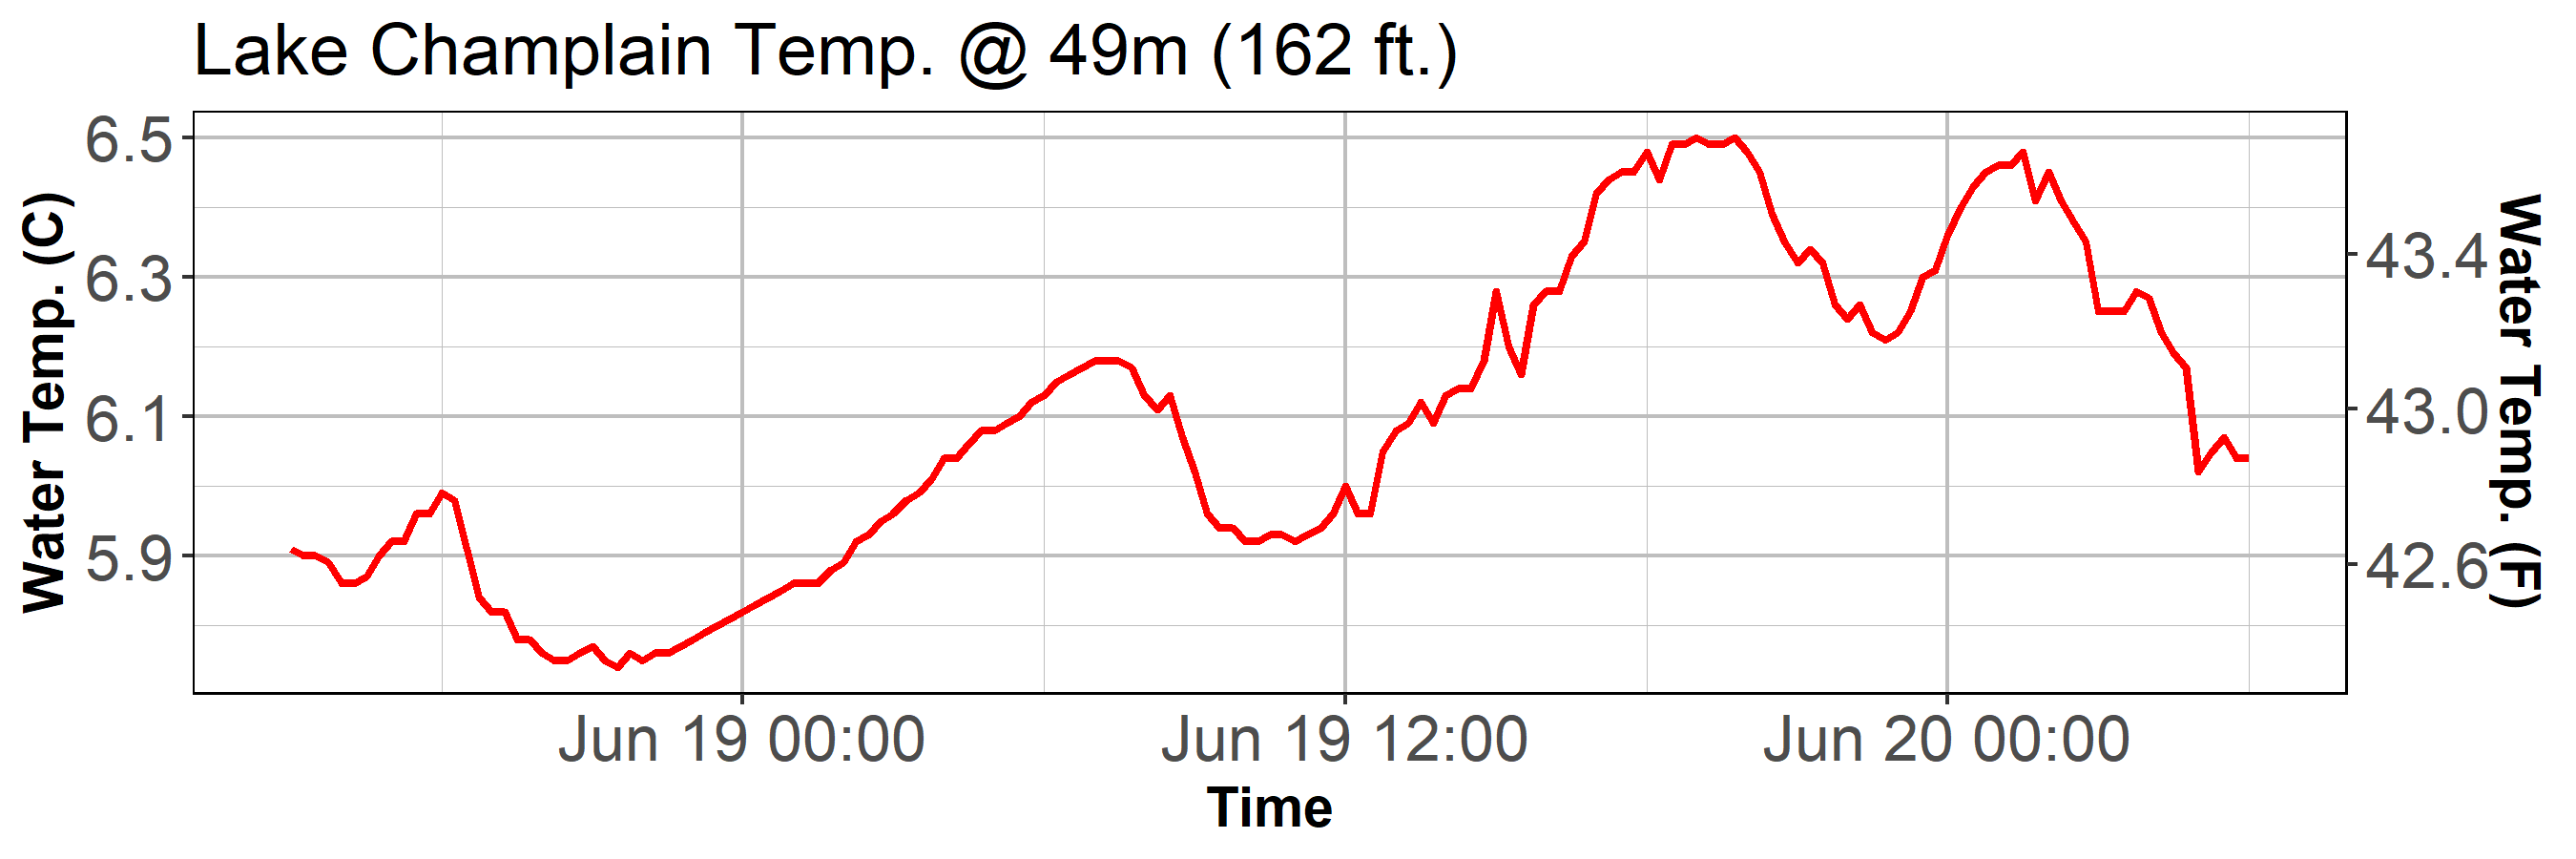 Lake Champlain Temp. @ 49m (162 ft.)
Water Temp. (C)
6.5
6.3
6.1
5.9
43.4
43.0
42.6
Water Temp. (F)
Jun 19 00:00
Jun 19 12:00
Jun 20 00:00
Time